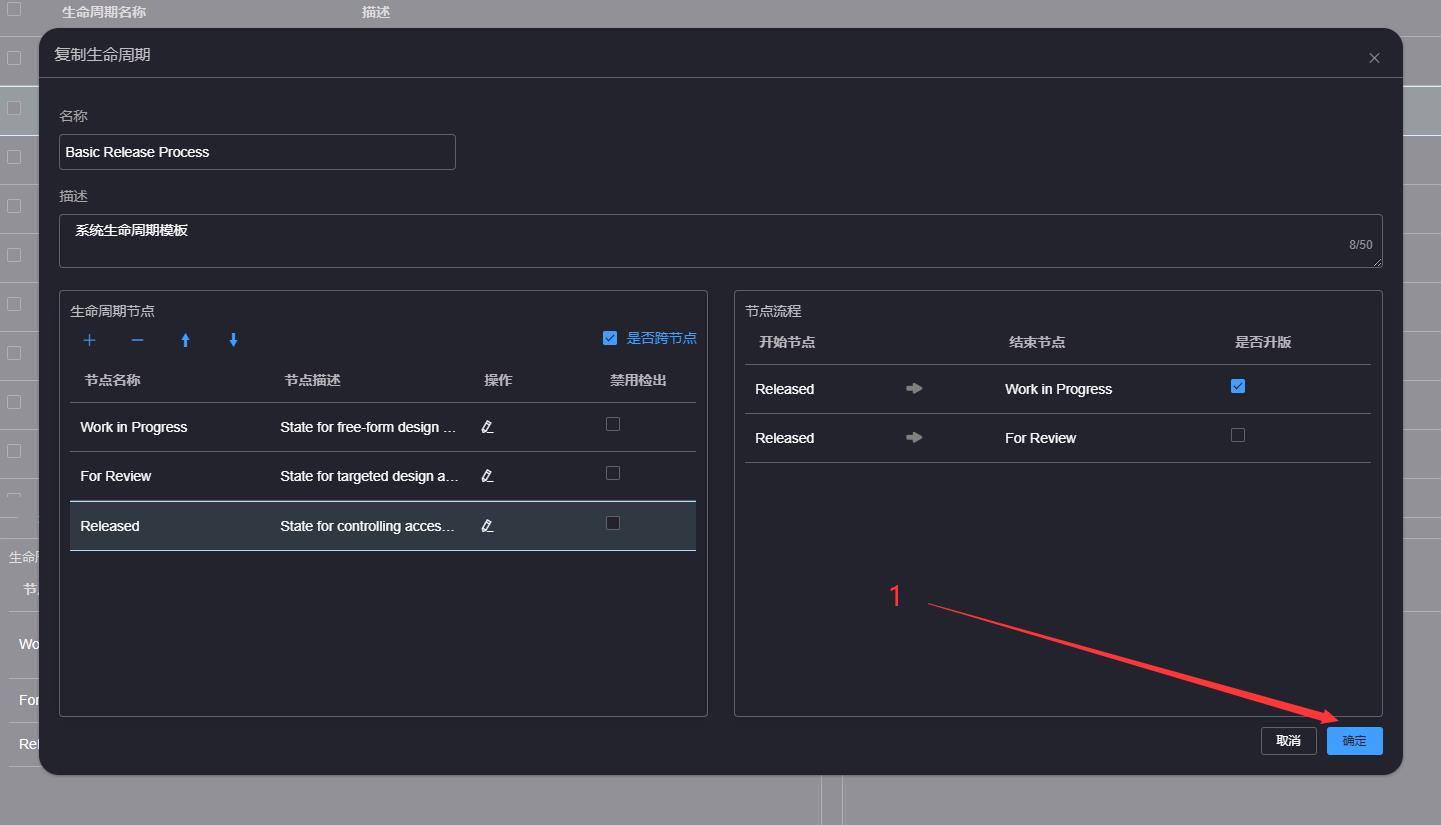 生命周期名称 描述
复制生命周期
名称
Basic Release Process
描述
系统生命周期模板
8/50
生命周期节点
是否跨节点
节点名称 节点描述 操作 禁用检出
Work in Progress State for free-form design ...
For Review State for targeted design a...
Released State for controlling acces...
节点流程
开始节点 结束节点 是否升版
Released Work in Progress
Released For Review
1
取消 确定
生命
节
Wo
For
Rel